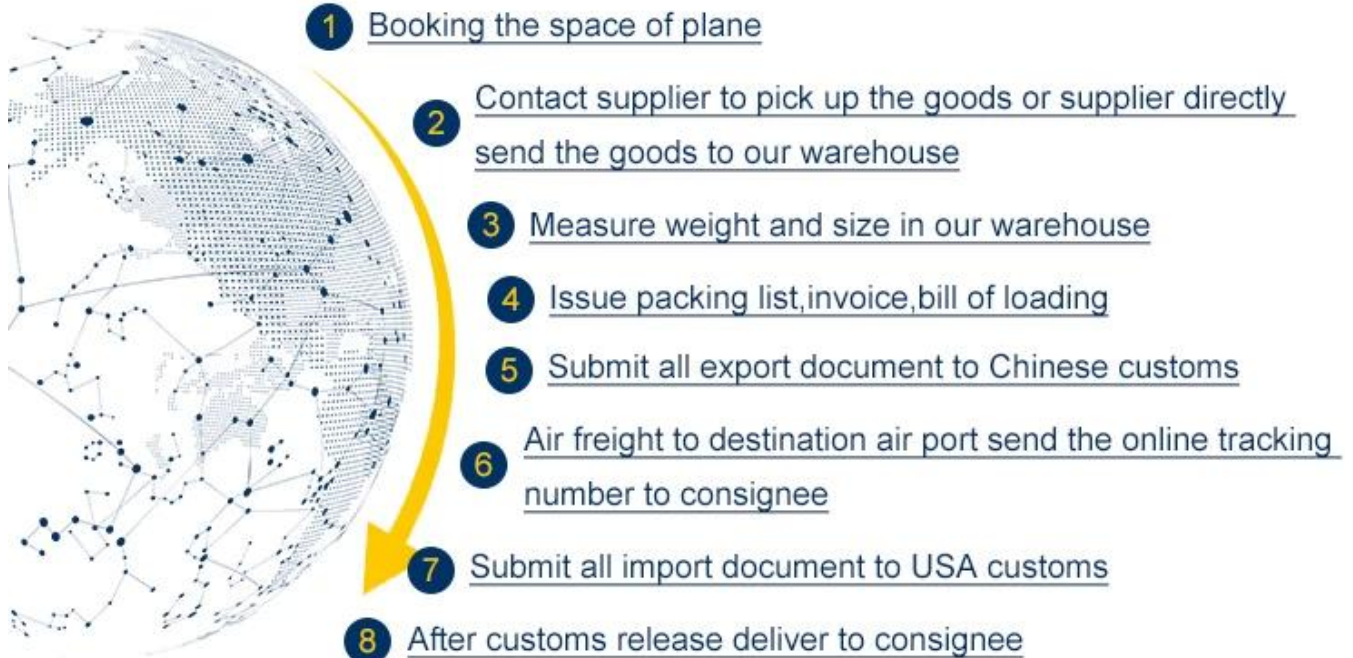 1 Booking the space of plane
2 Contact supplier to pick up the goods or supplier directly
send the goods to our warehouse
3 Measure weight and size in our warehouse
4 Issue packing list,invoice,bill of loading
5 Submit all export document to Chinese customs
6 Air freight to destination air port send the online tracking
number to consignee
7 Submit all import document to USA customs
8 After customs release deliver to consignee